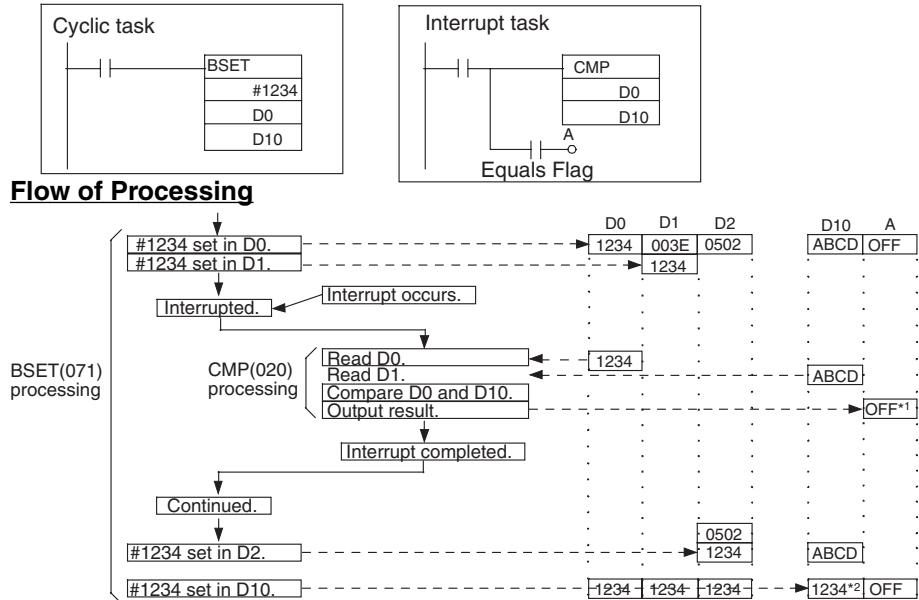 Cyclic task
BSET
#1234
D0
D10
Interrupt task
CMP
D0
D10
A
Equals Flag
Flow of Processing
D0 D1 D2 D10 A
#1234 set in D0. 1234 003E 0502 ABCD OFF
#1234 set in D1. 1234
Interrupt occurs.
Interrupted.
BSET(071)
processing
CMP(020)
processing
Read D0. 1234
Read D1. ABCD
Compare D0 and D10.
Output result. OFF*1
Interrupt completed.
Continued.
0502
#1234 set in D2. 1234 ABCD
#1234 set in D10. 1234 1234 1234 1234*2 OFF